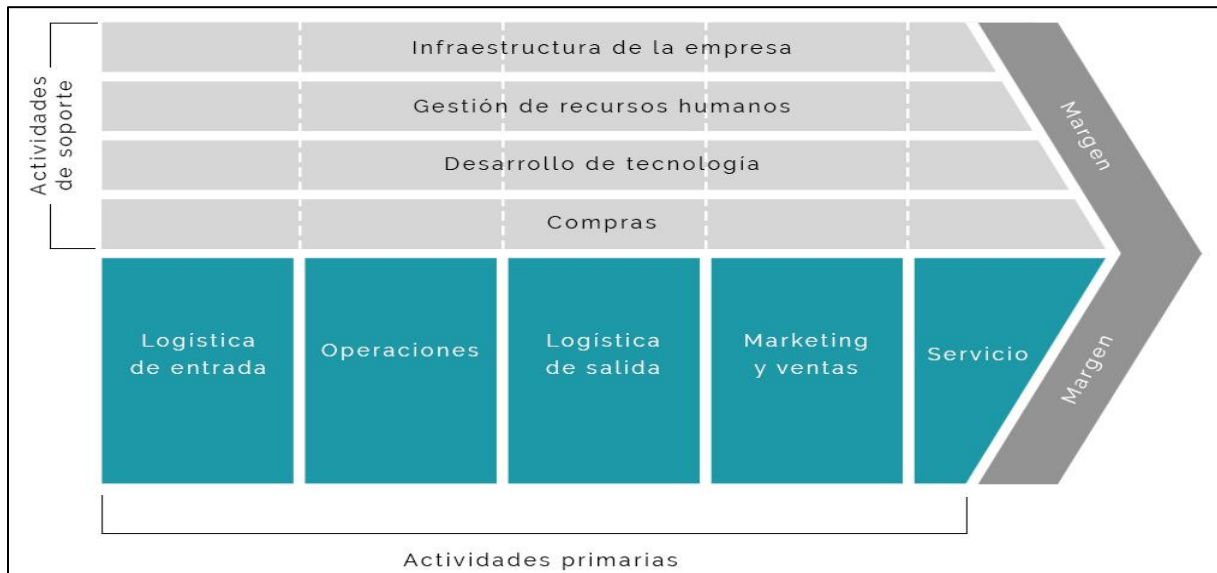 Actividades
de soporte
Infraestructura de la empresa
Gestión de recursos humanos
Desarrollo de tecnología
Compras
Margen
Logística
de entrada
Operaciones
Logística
de salida
Marketing
y ventas
Servicio
Margen
Actividades primarias